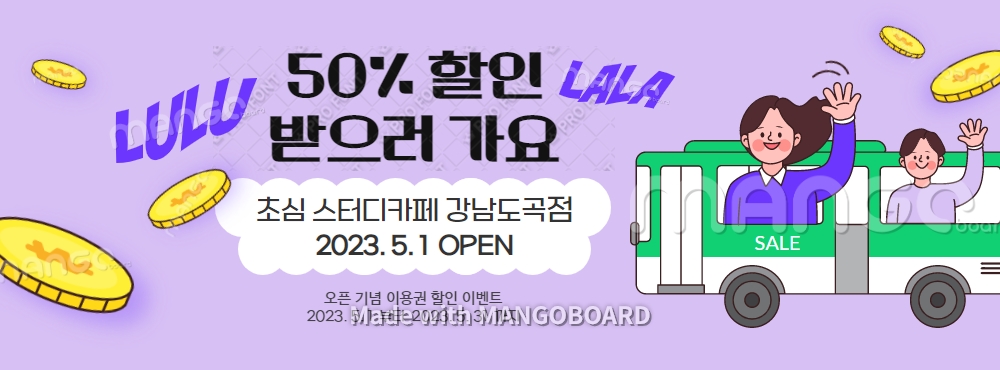 50% 할인
LULU
LALA
받으러 가요
초심 스터디카페 강남도곡점
2023. 5. 1 OPEN
SALE
오픈 기념 이용권 할인 이벤트
2023. 5.
Made with MANGOBOARD